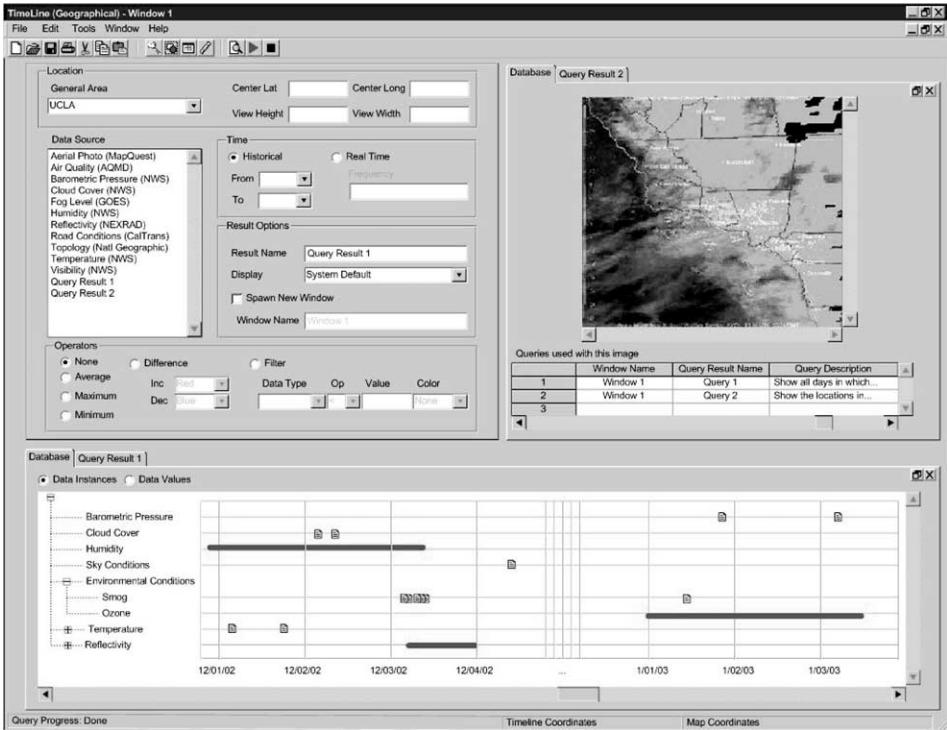 TimeLine (Geographical) - Window 1
File Edit Tools Window Help
Location
General Area
UCLA
Center Lat
Center Long
View Height
View Width
Data Source
Aerial Photo (MapQuest)
Air Quality (AQMD)
Barometric Pressure (NWS)
Cloud Cover (NWS)
Fog Level (GOES)
Humidity (NWS)
Reflectivity (NEXRAD)
Road Conditions (CalTrans)
Topology (Natl Geographic)
Temperature (NWS)
Visibility (NWS)
Query Result 1
Query Result 2
Time
Historical
Real Time
From
To
Frequency
Result Options
Result Name
Query Result 1
Display
System Default
Spawn New Window
Window Name
Window 1
Operators
None
Average
Maximum
Minimum
Difference
Inc
Red
Dec
Blue
Filter
Data Type Op Value Color
<
None
Database
Query Result 2
Queries used with this image
Window Name Query Result Name Query Description
1 Window 1 Query 1 Show all days in which...
2 Window 1 Query 2 Show the locations in...
3
Database
Query Result 1
Data Instances
Data Values
Barometric Pressure
Cloud Cover
Humidity
Sky Conditions
Environmental Conditions
Smog
Ozone
Temperature
Reflectivity
12/01/02 12/02/02 12/03/02 12/04/02 ... 1/01/03 1/02/03 1/03/03
Query Progress: Done
Timeline Coordinates
Map Coordinates